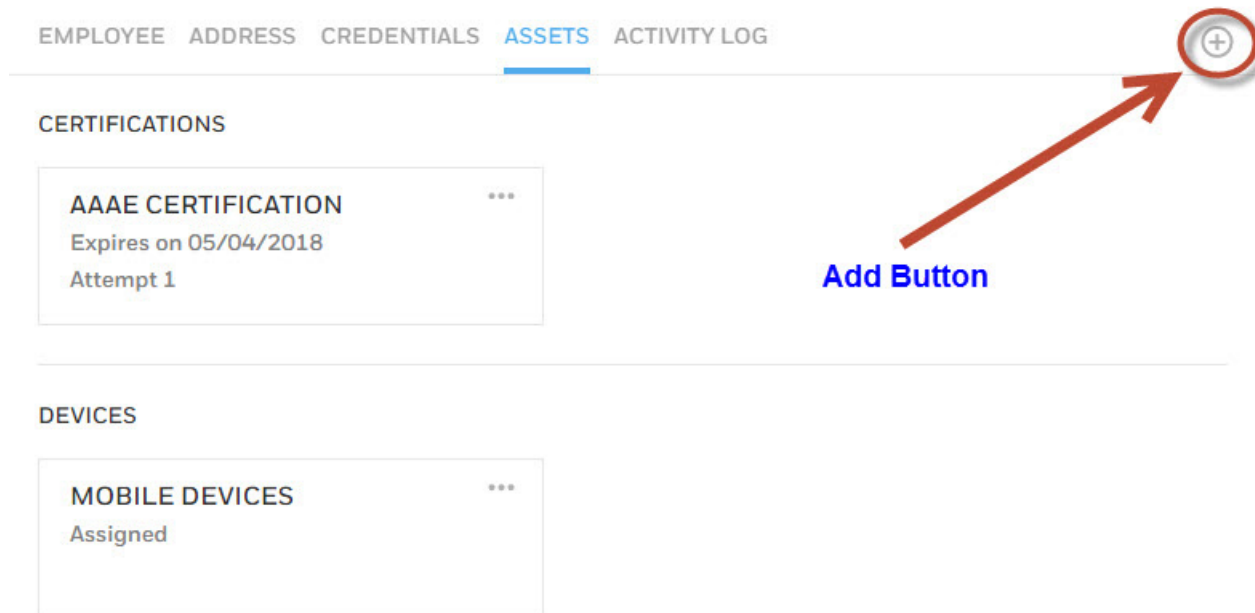 EMPLOYEE ADDRESS CREDENTIALS ASSETS ACTIVITY LOG
CERTIFICATIONS
AAAE CERTIFICATION
Expires on 05/04/2018
Attempt 1
Add Button
DEVICES
MOBILE DEVICES
Assigned